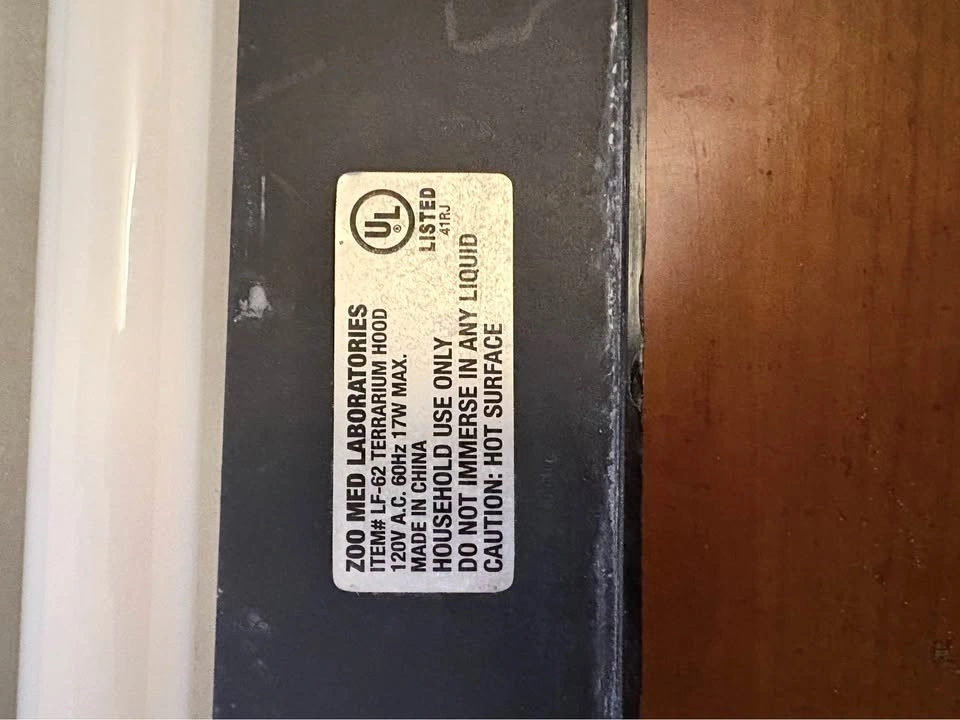 ZOO MED LABORATORIES
ITEM# LF-62 TERRARIUM HOOD
120V A.C. 60Hz 17W MAX.
MADE IN CHINA
HOUSEHOLD USE ONLY
DO NOT IMMERSE IN ANY LIQUID
CAUTION: HOT SURFACE
UL ®
LISTED
41RJ